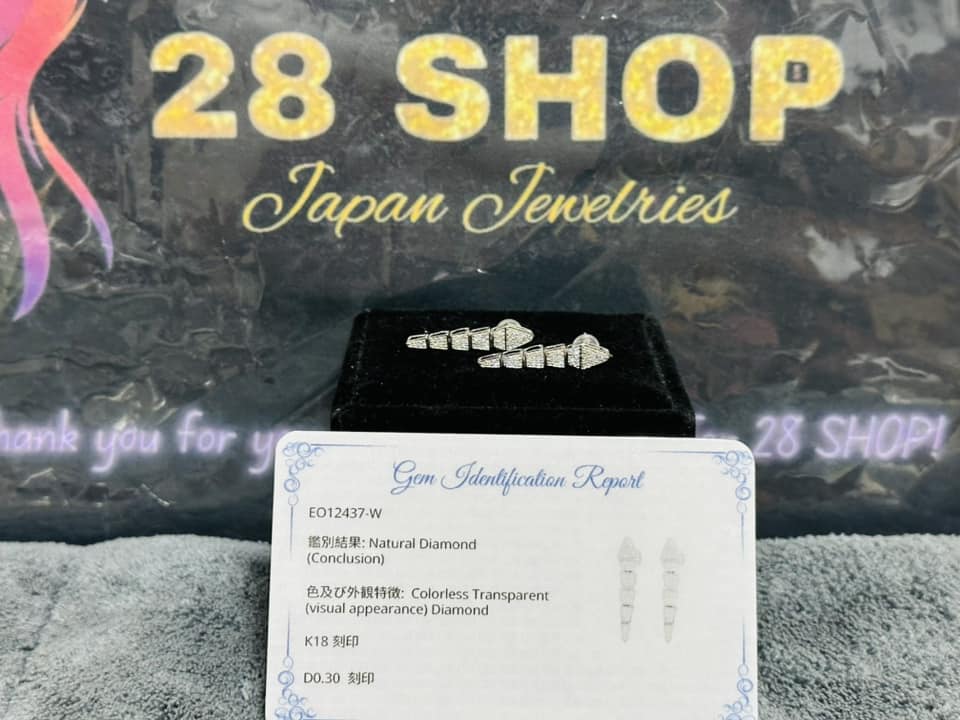 28 SHOP
Japan Jewelries
hank you for y
28 SHOP!
Gem Identification Report
EO12437-W
鑑別結果: Natural Diamond
(Conclusion)
色及び外観特徴: Colorless Transparent
(visual appearance) Diamond
K18 刻印
D0.30 刻印